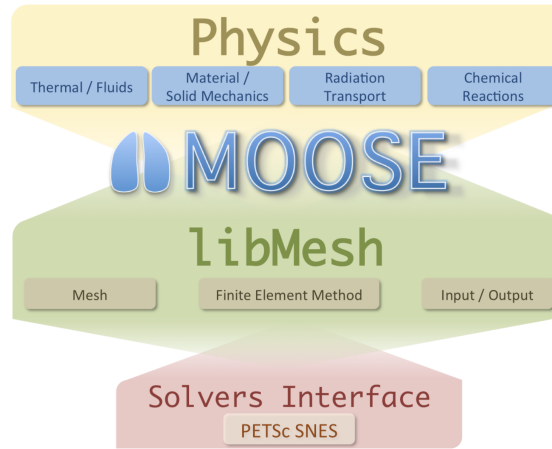 Physics
Thermal / Fluids
Material /
Solid Mechanics
Radiation
Transport
Chemical
Reactions
MOOSE
libMesh
Mesh
Finite Element Method
Input / Output
Solvers Interface
PETSc SNES